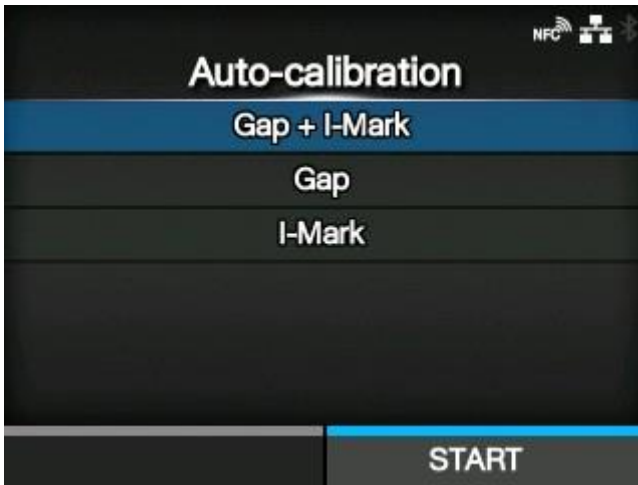 NFC
Auto-calibration
Gap + I-Mark
Gap
I-Mark
START